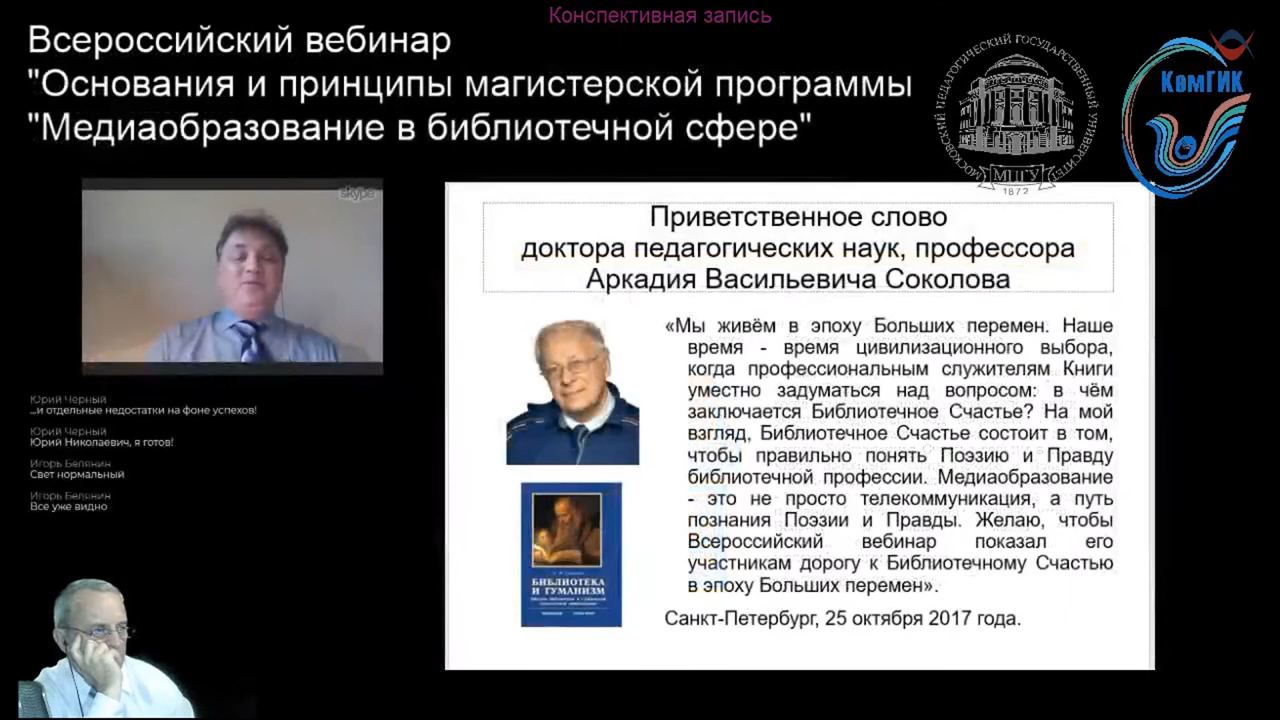 Конспективная запись
Всероссийский вебинар
"Основания и принципы магистерской программы
"Медиаобразование в библиотечной сфере"
МОСКОВСКИЙ ПЕДАГОГИЧЕСКИЙ ГОСУДАРСТВЕННЫЙ УНИВЕРСИТЕТ
МПГУ
1872
КемГИК
skype
Приветственное слово
доктора педагогических наук, профессора
Аркадия Васильевича Соколова
«Мы живём в эпоху Больших перемен. Наше
время - время цивилизационного выбора,
когда профессиональным служителям Книги
уместно задуматься над вопросом: в чём
заключается Библиотечное Счастье? На мой
взгляд, Библиотечное Счастье состоит в том,
чтобы правильно понять Поэзию и Правду
библиотечной профессии. Медиаобразование
- это не просто телекоммуникация, а путь
познания Поэзии и Правды. Желаю, чтобы
Всероссийский вебинар показал его
участникам дорогу к Библиотечному Счастью
в эпоху Больших перемен».
Санкт-Петербург, 25 октября 2017 года.
БИБЛИОТЕКА
И ГУМАНИЗМ
Юрий Черный
...и отдельные недостатки на фоне успехов!
Юрий Черный
Юрий Николаевич, я готов!
Игорь Белянин
Свет нормальный
Игорь Белянин
Все уже видно